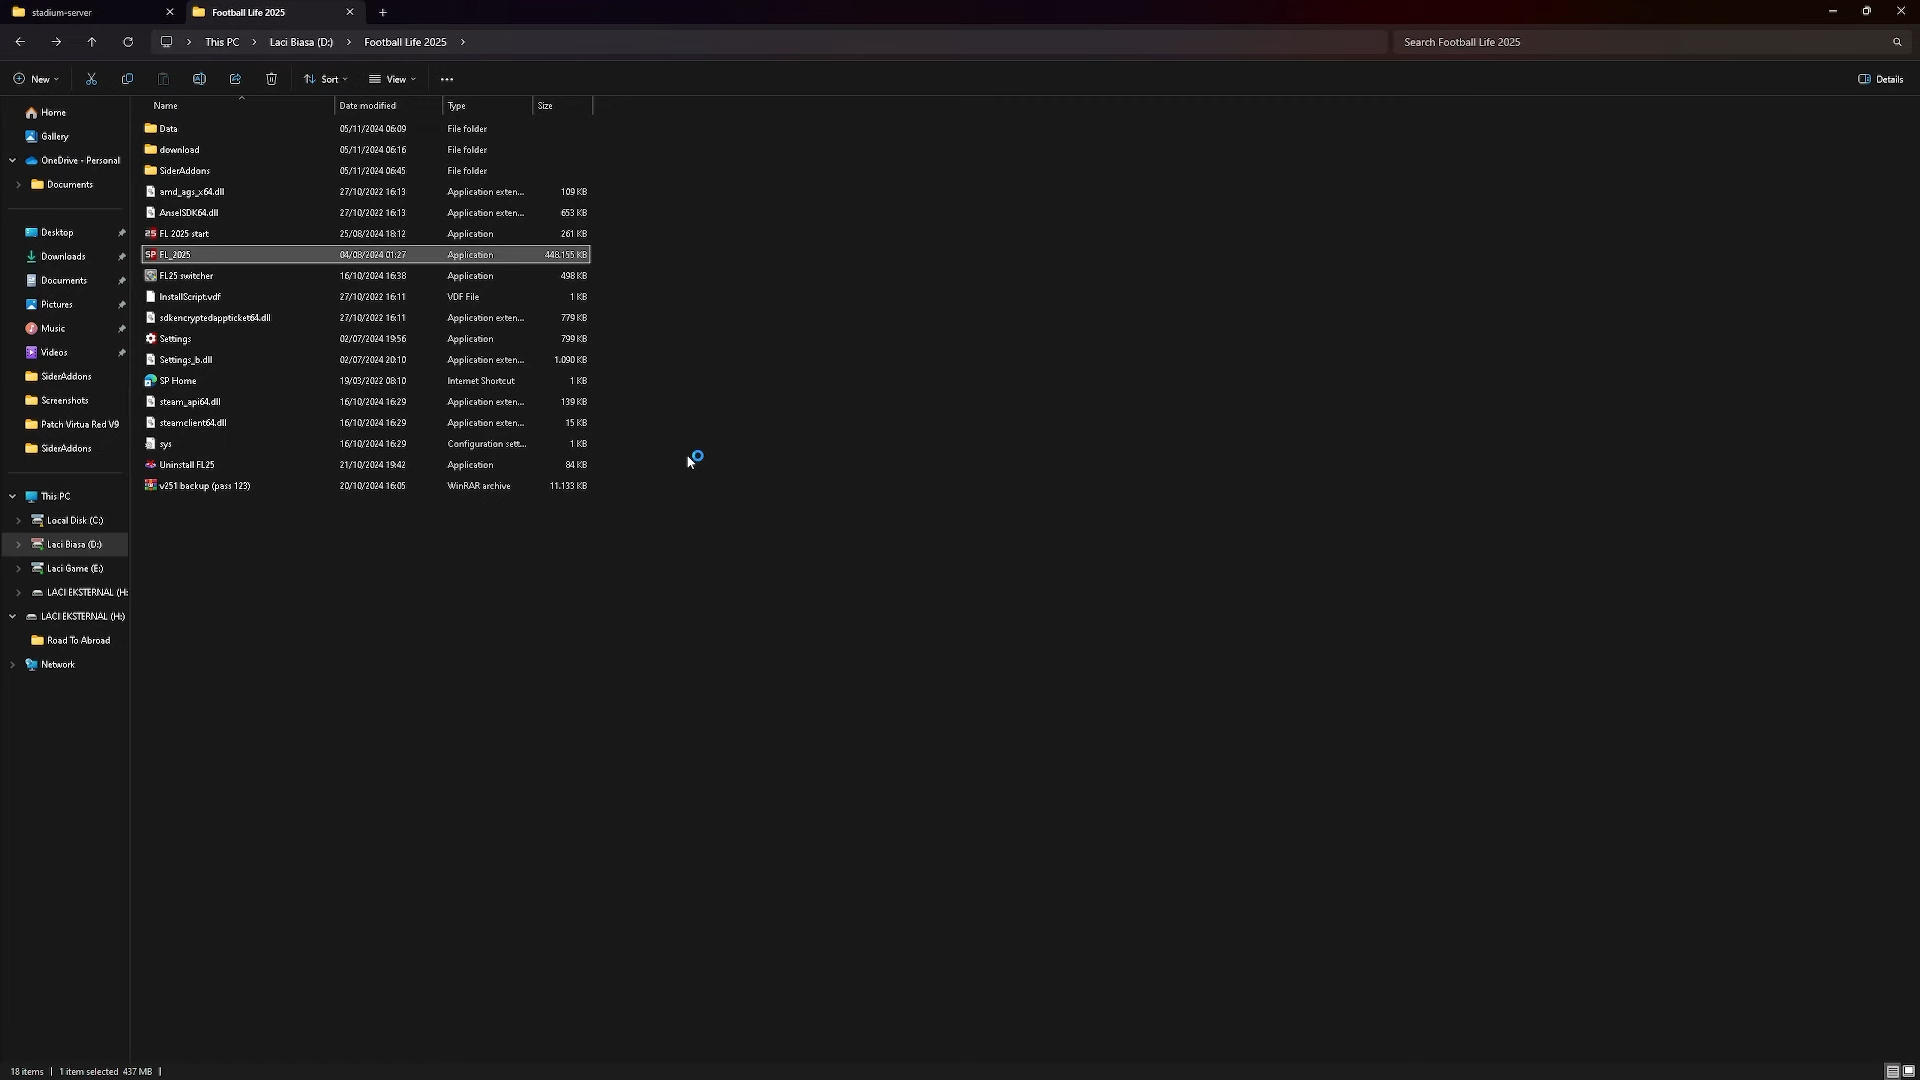 stadium-server
Football Life 2025
This PC
Laci Biasa (D:)
Football Life 2025
Search Football Life 2025
New
Sort
View
Details
Name
Date modified
Type
Size
Home
Gallery
OneDrive - Personal
Documents
Desktop
Downloads
Documents
Pictures
Music
Videos
SiderAddons
Screenshots
Patch Virtua Red V9
SiderAddons
This PC
Local Disk (C:)
Laci Biasa (D:)
Laci Game (E:)
LACI EKSTERNAL (H:
LACI EKSTERNAL (H:)
Road To Abroad
Network
Data 05/11/2024 06:09 File folder
download 05/11/2024 06:16 File folder
SiderAddons 05/11/2024 06:45 File folder
amd_ags_x64.dll 27/10/2022 16:13 Application exten... 109 KB
AnselSDK64.dll 27/10/2022 16:13 Application exten... 653 KB
25 FL 2025 start 25/08/2024 18:12 Application 261 KB
SP FL_2025 04/08/2024 01:27 Application 448.155 KB
FL25 switcher 16/10/2024 16:38 Application 498 KB
InstallScript.vdf 27/10/2022 16:11 VDF File 1 KB
sdkencryptedappticket64.dll 27/10/2022 16:11 Application exten... 779 KB
Settings 02/07/2024 19:56 Application 799 KB
Settings_b.dll 02/07/2024 20:10 Application exten... 1.090 KB
SP Home 19/03/2022 08:10 Internet Shortcut 1 KB
steam_api64.dll 16/10/2024 16:29 Application exten... 139 KB
steamclient64.dll 16/10/2024 16:29 Application exten... 15 KB
sys 16/10/2024 16:29 Configuration sett... 1 KB
Uninstall FL25 21/10/2024 19:42 Application 84 KB
v251 backup (pass 123) 20/10/2024 16:05 WinRAR archive 11.133 KB
18 items 1 item selected 437 MB